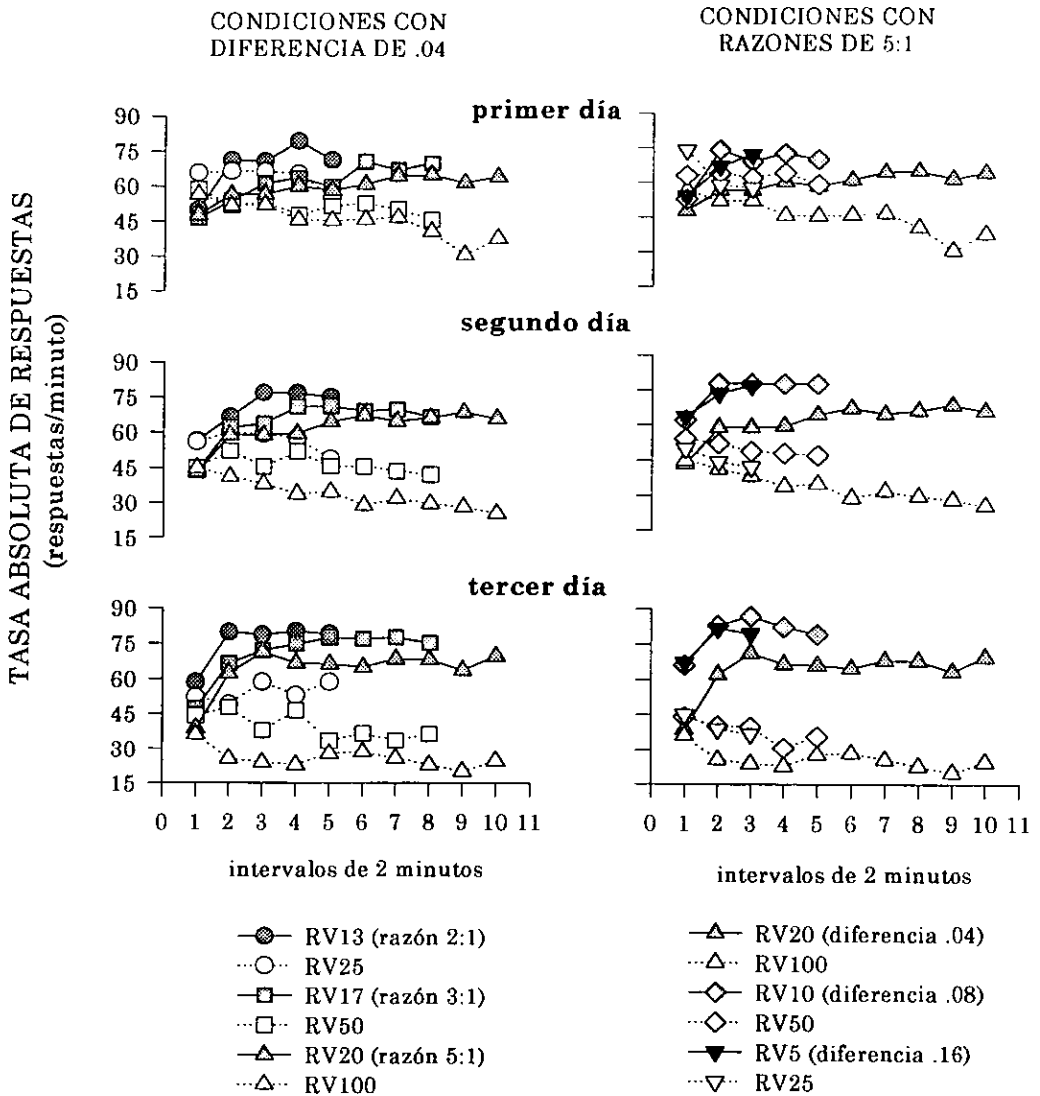 CONDICIONES CON
DIFERENCIA DE .04
CONDICIONES CON
RAZONES DE 5:1
TASA ABSOLUTA DE RESPUESTAS
(respuestas/minuto)
primer día
90
75
60
45
30
15
segundo día
90
75
60
45
30
15
tercer día
90
75
60
45
30
15
0 1 2 3 4 5 6 7 8 9 10 11
0 1 2 3 4 5 6 7 8 9 10 11
intervalos de 2 minutos
intervalos de 2 minutos
RV13 (razón 2:1)
RV25
RV17 (razón 3:1)
RV50
RV20 (razón 5:1)
RV100
RV20 (diferencia .04)
RV100
RV10 (diferencia .08)
RV50
RV5 (diferencia .16)
RV25